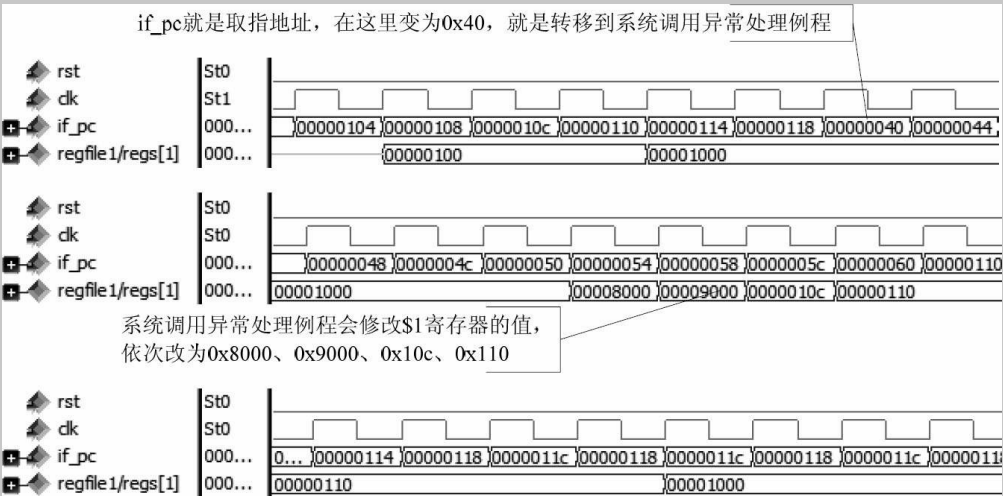 if_pc就是取指地址，在这里变为0x40，就是转移到系统调用异常处理例程
rst St0
clk St1
if_pc 000... 00000104 00000108 0000010c 00000110 00000114 00000118 00000040 00000044
regfile1/regs[1] 000... 00000100 00001000
rst St0
clk St0
if_pc 000... 00000048 0000004c 00000050 00000054 00000058 0000005c 00000060 00000110
regfile1/regs[1] 000... 00001000 00008000 00009000 0000010c 00000110
系统调用异常处理例程会修改$1寄存器的值，
依次改为0x8000、0x9000、0x10c、0x110
rst St0
clk St0
if_pc 000... 0... 00000114 00000118 0000011c 00000118 0000011c 00000118 0000011c
regfile1/regs[1] 000... 00000110 00001000